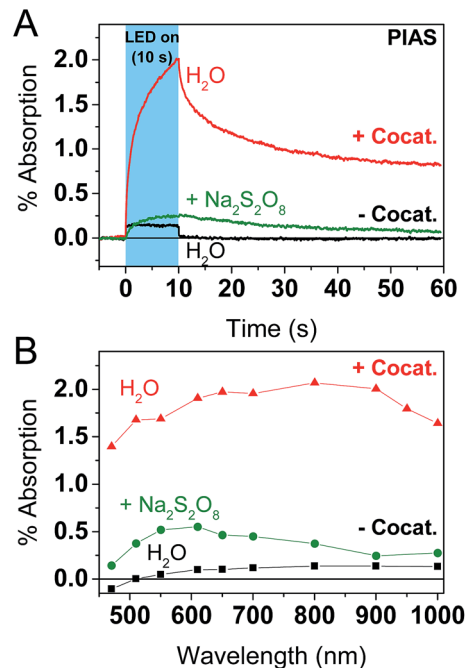 A
LED on
(10 s)
PIAS
H₂O
+ Cocat.
+ Na₂S₂O₈
- Cocat.
H₂O
% Absorption
2.0
1.5
1.0
0.5
0.0
0 10 20 30 40 50 60
Time (s)
B
+ Cocat.
H₂O
+ Na₂S₂O₈
- Cocat.
H₂O
% Absorption
2.0
1.5
1.0
0.5
0.0
500 600 700 800 900 1000
Wavelength (nm)